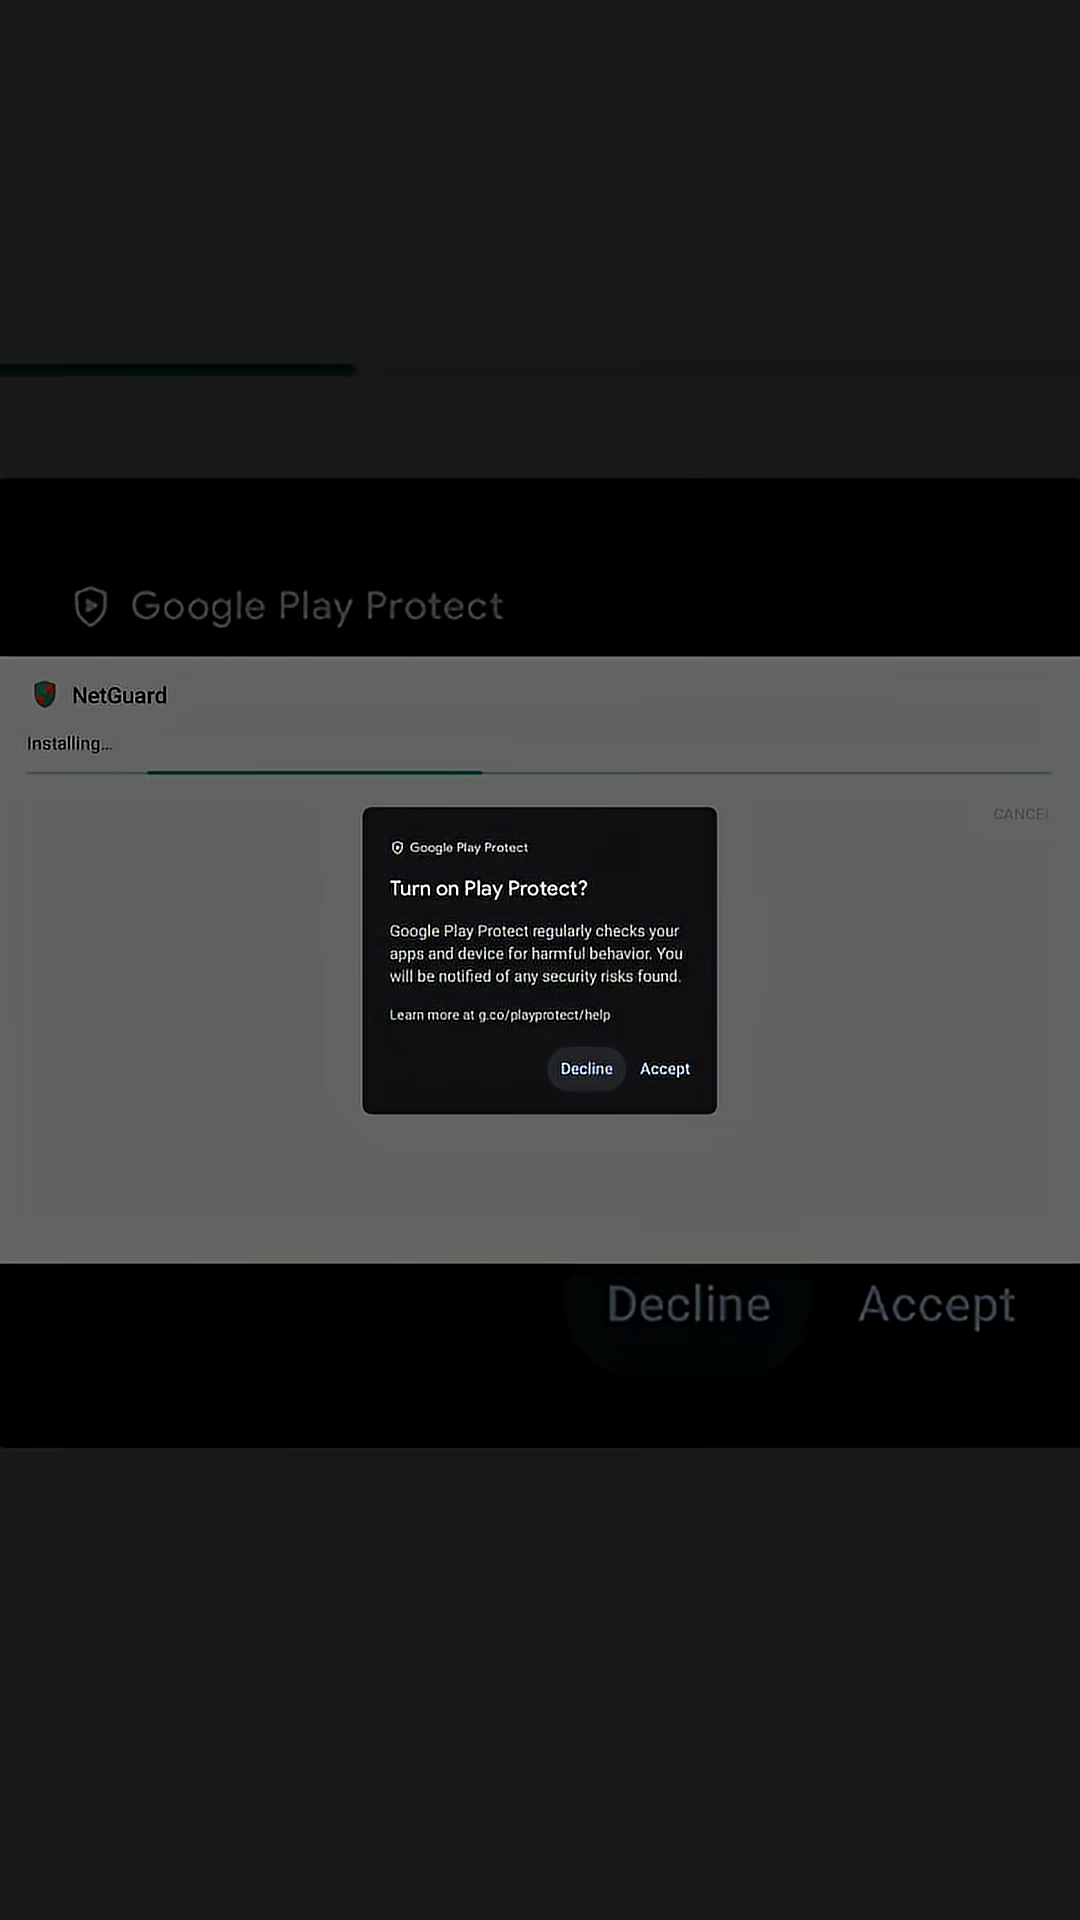 Google Play Protect
NetGuard
Installing...
CANCEL
Google Play Protect
Turn on Play Protect?
Google Play Protect regularly checks your
apps and device for harmful behavior. You
will be notified of any security risks found.
Learn more at g.co/playprotect/help
Decline Accept
Decline Accept